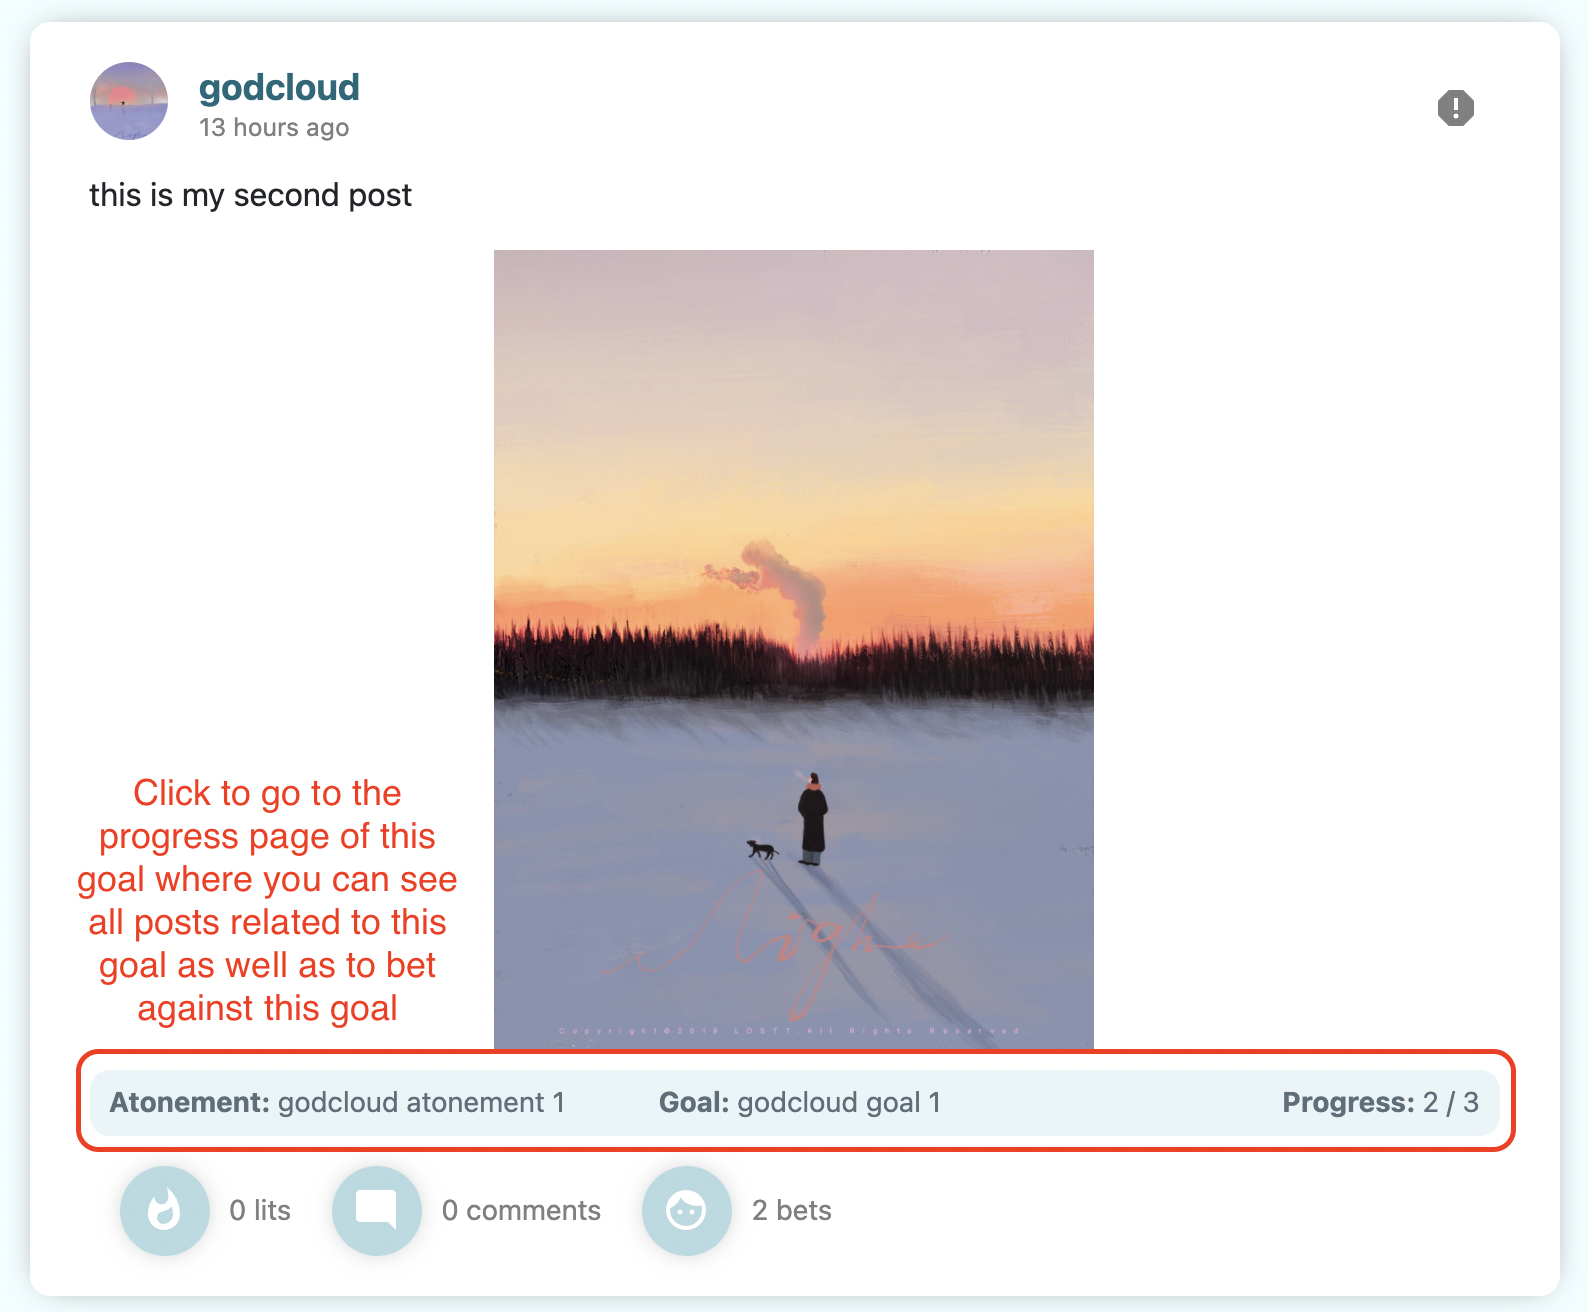 godcloud
13 hours ago
this is my second post
Click to go to the
progress page of this
goal where you can see
all posts related to this
goal as well as to bet
against this goal
Copyright©2019.LOST7.All Rights Reserved.
Atonement: godcloud atonement 1 Goal: godcloud goal 1 Progress: 2 / 3
0 lits 0 comments 2 bets